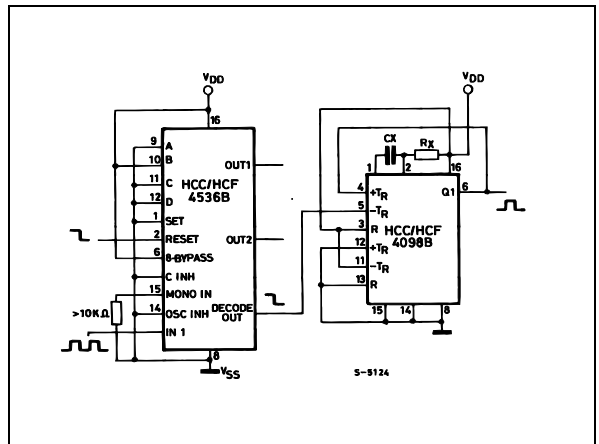 VDD
16
9 A
10 B
11 C
12 D
1 SET
2 RESET
6 8-BYPASS
C INH
15 MONO IN
14 OSC INH
IN 1
>10KΩ
HCC/HCF
4536B
OUT1
OUT2
DECODE
OUT
8
VSS
VDD
CX
RX
1
2
16
4 +TR
5 -TR
3 R
12 +TR
11 -TR
13 R
Q1 6
HCC/HCF
4098B
15
14
8
S-5124